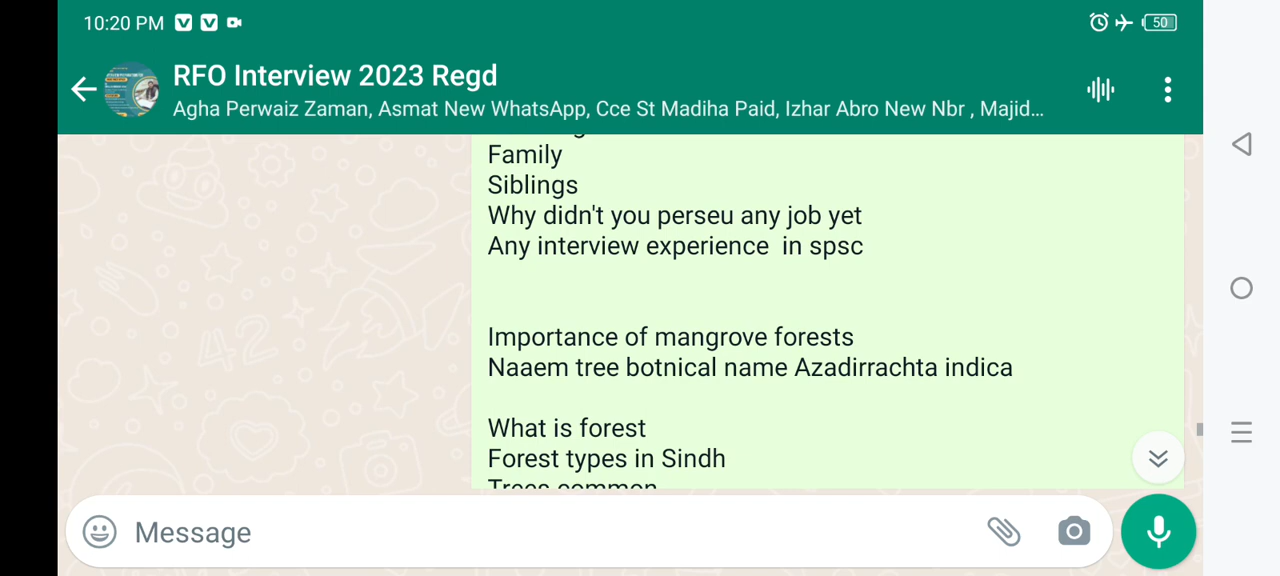 10:20 PM
50
RFO Interview 2023 Regd
Agha Perwaiz Zaman, Asmat New WhatsApp, Cce St Madiha Paid, Izhar Abro New Nbr , Majid...
Family
Siblings
Why didn't you perseu any job yet
Any interview experience  in spsc
Importance of mangrove forests
Naaem tree botnical name Azadirrachta indica
What is forest
Forest types in Sindh
Trees common
Message